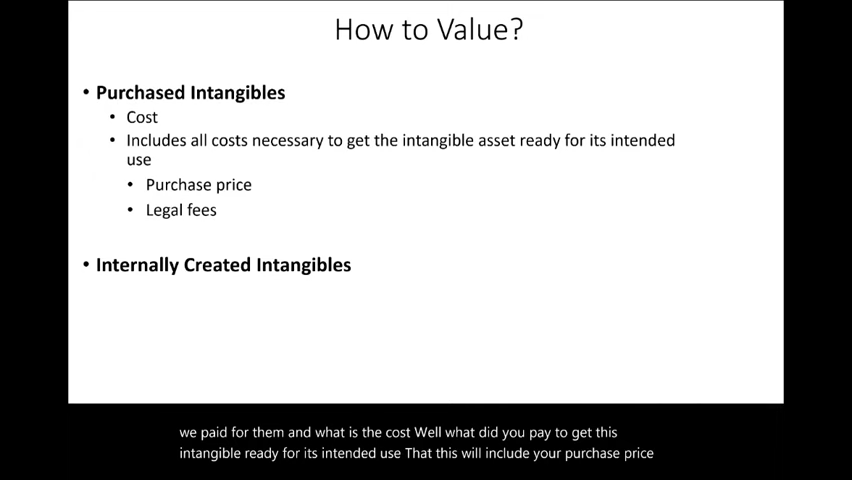 How to Value?
• Purchased Intangibles
• Cost
• Includes all costs necessary to get the intangible asset ready for its intended
use
• Purchase price
• Legal fees
• Internally Created Intangibles
we paid for them and what is the cost Well what did you pay to get this
intangible ready for its intended use That this will include your purchase price